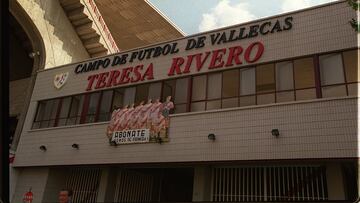 CAMPO DE FUTBOL DE VALLECAS
TERESA RIVERO
ABONATE